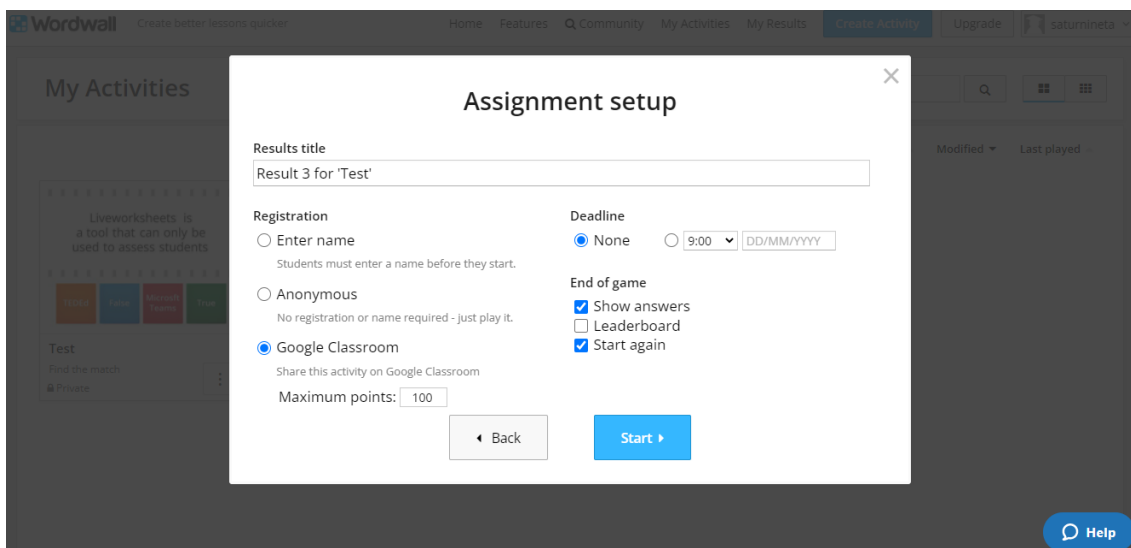 Wordwall Create better lessons quicker Home Features Community My Activities My Results Create Activity Upgrade saturnineta
My Activities
Modified Last played
Assignment setup
Results title
Result 3 for 'Test'
Registration
Enter name
Students must enter a name before they start.
Anonymous
No registration or name required - just play it.
Google Classroom
Share this activity on Google Classroom
Maximum points: 100
Deadline
None 9:00 DD/MM/YYYY
End of game
Show answers
Leaderboard
Start again
Back Start
Liveworksheets is
a tool that can only be
used to assess students
False Microsoft
Teams True
Test
Find the match
Private
Help